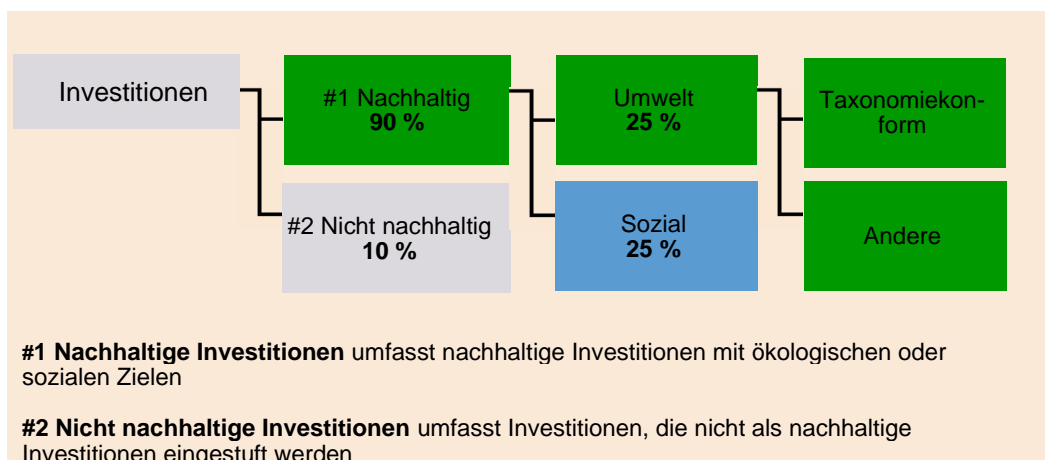 Investitionen
#1 Nachhaltig
90 %
Umwelt
25 %
Taxonomiekon-
form
#2 Nicht nachhaltig
10 %
Sozial
25 %
Andere
#1 Nachhaltige Investitionen umfasst nachhaltige Investitionen mit ökologischen oder
sozialen Zielen
#2 Nicht nachhaltige Investitionen umfasst Investitionen, die nicht als nachhaltige
Investitionen eingestuft werden